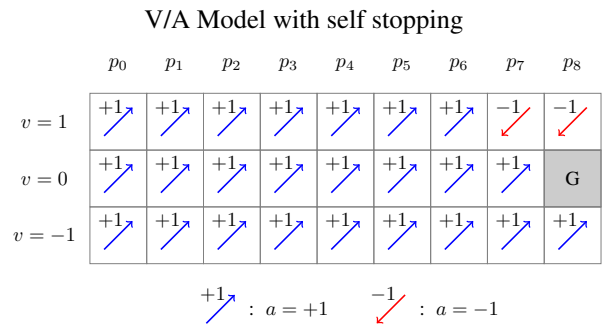 V/A Model with self stopping
p₀ p₁ p₂ p₃ p₄ p₅ p₆ p₇ p₈
v = 1 +1 +1 +1 +1 +1 +1 +1 −1 −1
v = 0 +1 +1 +1 +1 +1 +1 +1 +1 G
v = −1 +1 +1 +1 +1 +1 +1 +1 +1 +1
+1 : a = +1 −1 : a = −1